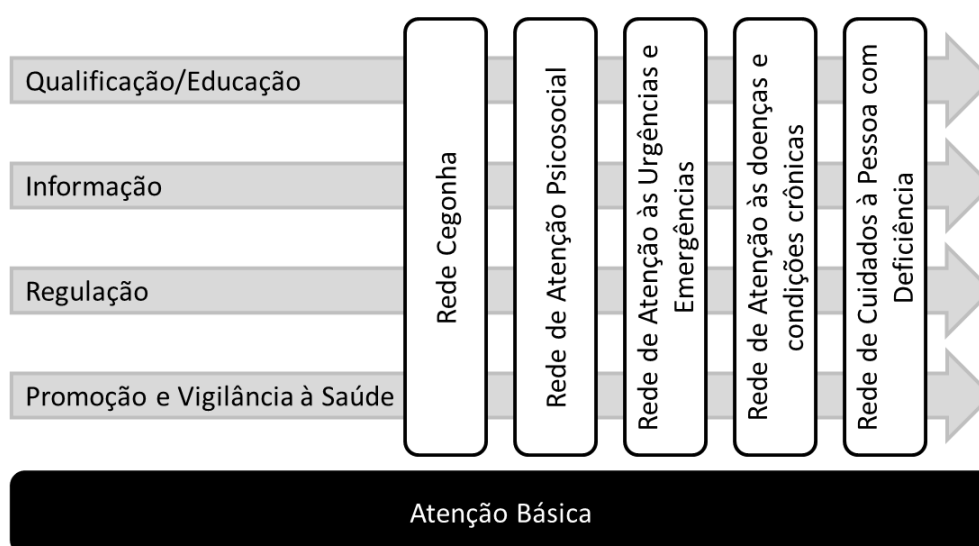 Qualificação/Educação
Informação
Regulação
Promoção e Vigilância à Saúde
Rede Cegonha
Rede de Atenção Psicosocial
Rede de Atenção às Urgências e
Emergências
Rede de Atenção às doenças e
condições crônicas
Rede de Cuidados à Pessoa com
Deficiência
Atenção Básica